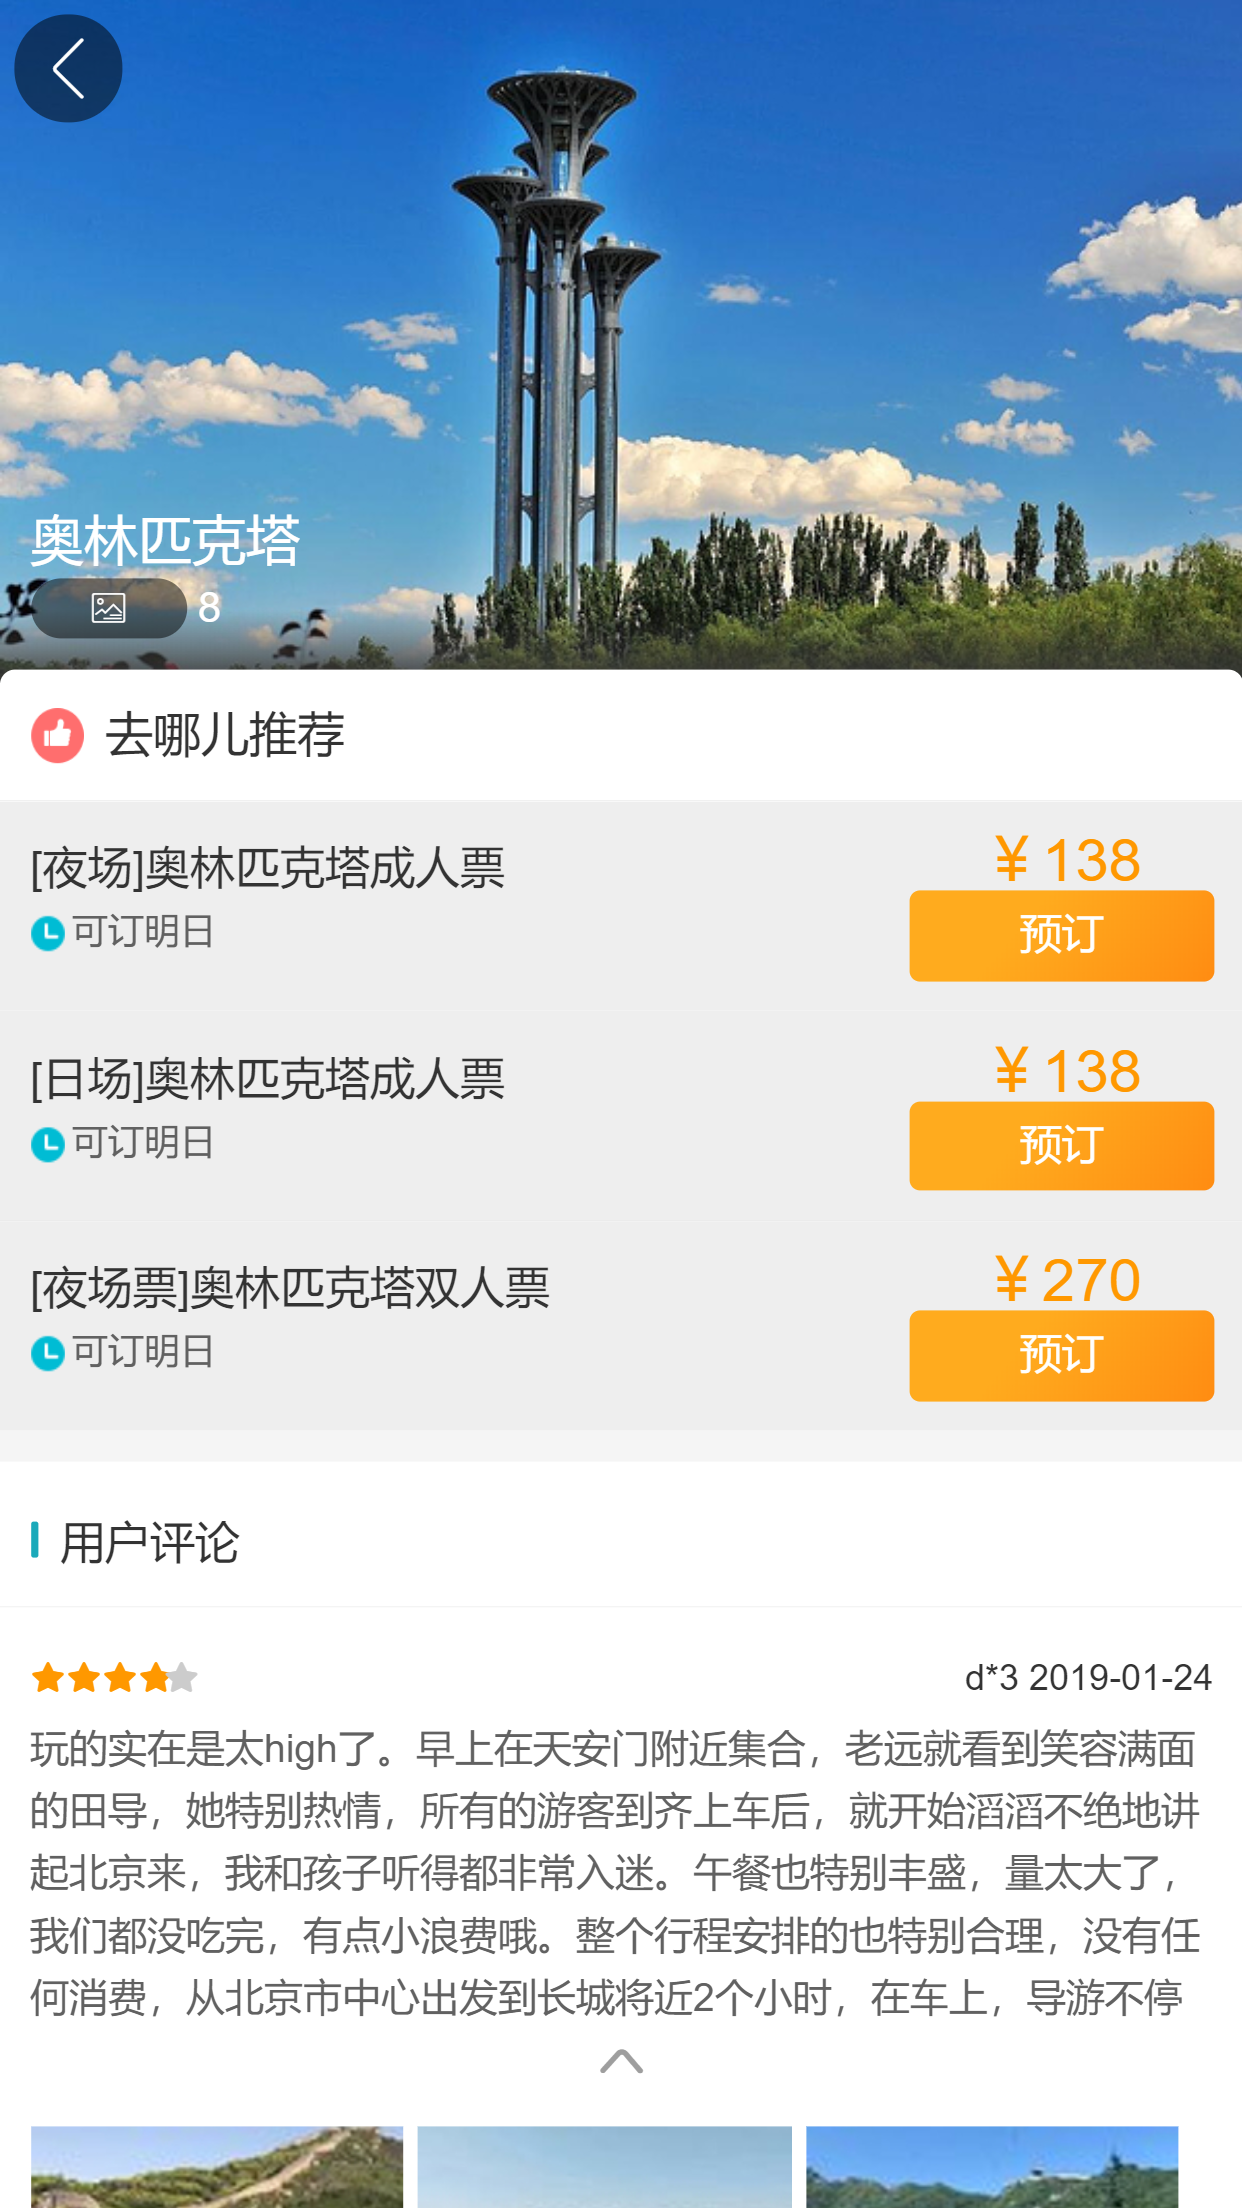 奥林匹克塔
8
去哪儿推荐
[夜场]奥林匹克塔成人票
￥138
可订明日
预订
[日场]奥林匹克塔成人票
￥138
可订明日
预订
[夜场票]奥林匹克塔双人票
￥270
可订明日
预订
用户评论
d*3 2019-01-24
玩的实在是太high了。早上在天安门附近集合，老远就看到笑容满面
的田导，她特别热情，所有的游客到齐上车后，就开始滔滔不绝地讲
起北京来，我和孩子听得都非常入迷。午餐也特别丰盛，量太大了，
我们都没吃完，有点小浪费哦。整个行程安排的也特别合理，没有任
何消费，从北京市中心出发到长城将近2个小时，在车上，导游不停